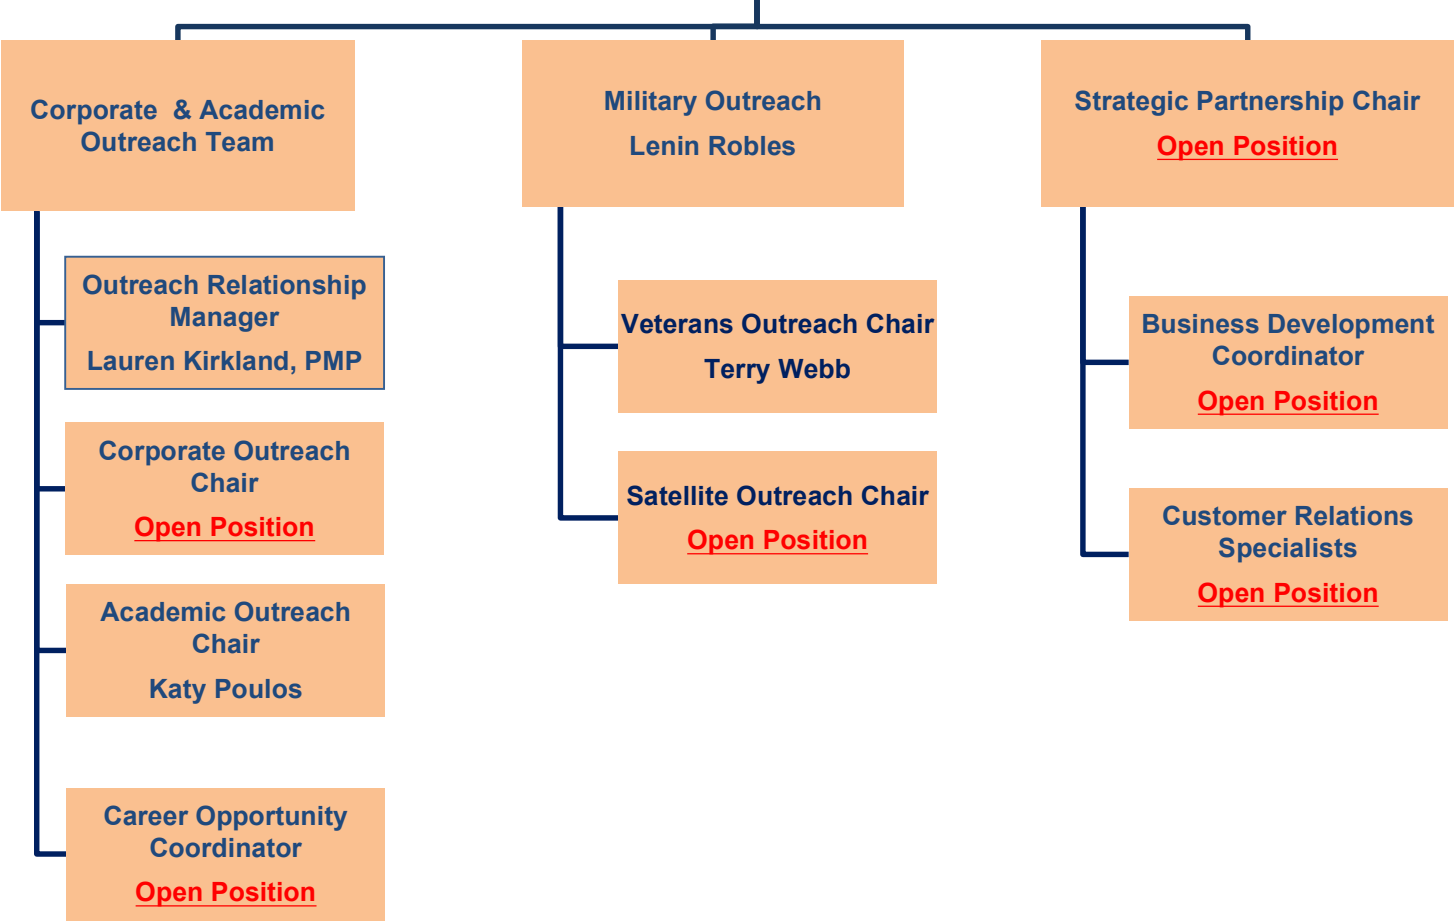 Corporate & Academic
Outreach Team
Outreach Relationship
Manager
Lauren Kirkland, PMP
Corporate Outreach
Chair
Open Position
Academic Outreach
Chair
Katy Poulos
Career Opportunity
Coordinator
Open Position
Military Outreach
Lenin Robles
Veterans Outreach Chair
Terry Webb
Satellite Outreach Chair
Open Position
Strategic Partnership Chair
Open Position
Business Development
Coordinator
Open Position
Customer Relations
Specialists
Open Position